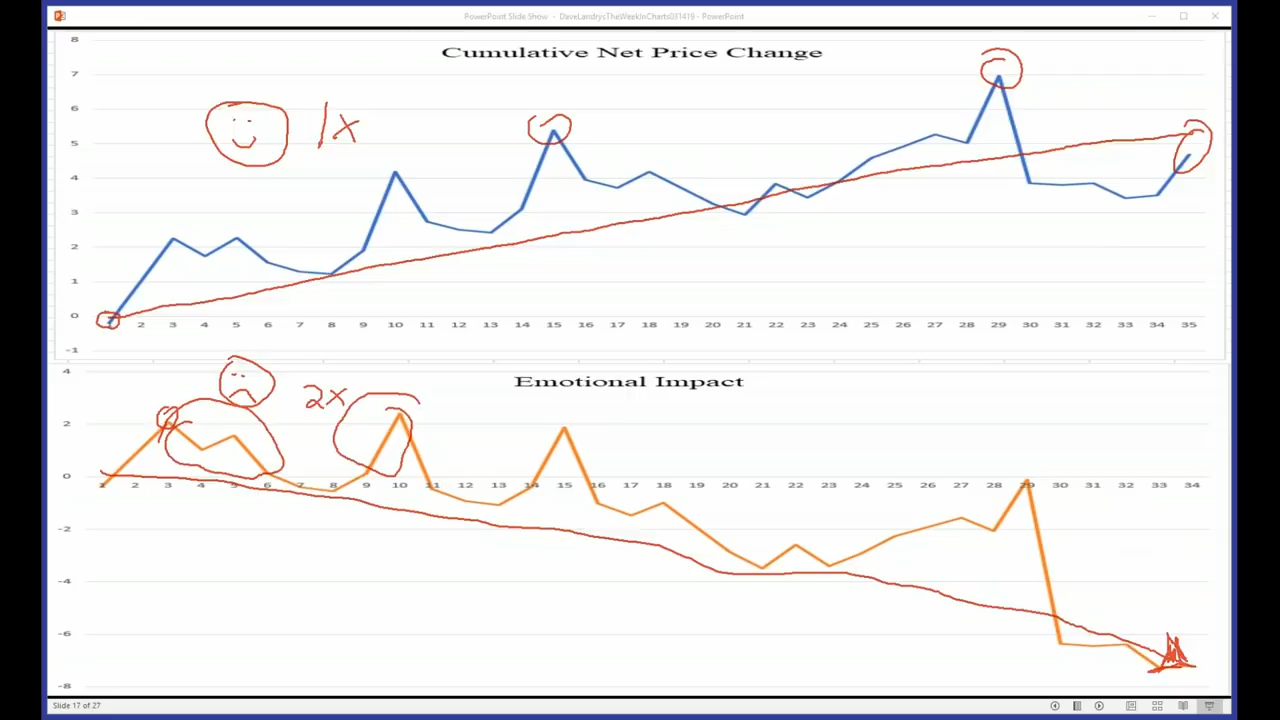 PowerPoint Slide Show - DaveLandrysTheWeekInCharts031419 - PowerPoint
Cumulative Net Price Change
8
7
6
5
4
3
2
1
0
-1
1x
2 3 4 5 6 7 8 9 10 11 12 13 14 15 16 17 18 19 20 21 22 23 24 25 26 27 28 29 30 31 32 33 34 35
Emotional Impact
4
2
0
-2
-4
-6
-8
2x
1 2 3 4 5 6 7 8 9 10 11 12 13 14 15 16 17 18 19 20 21 22 23 24 25 26 27 28 29 30 31 32 33 34
Slide 17 of 27